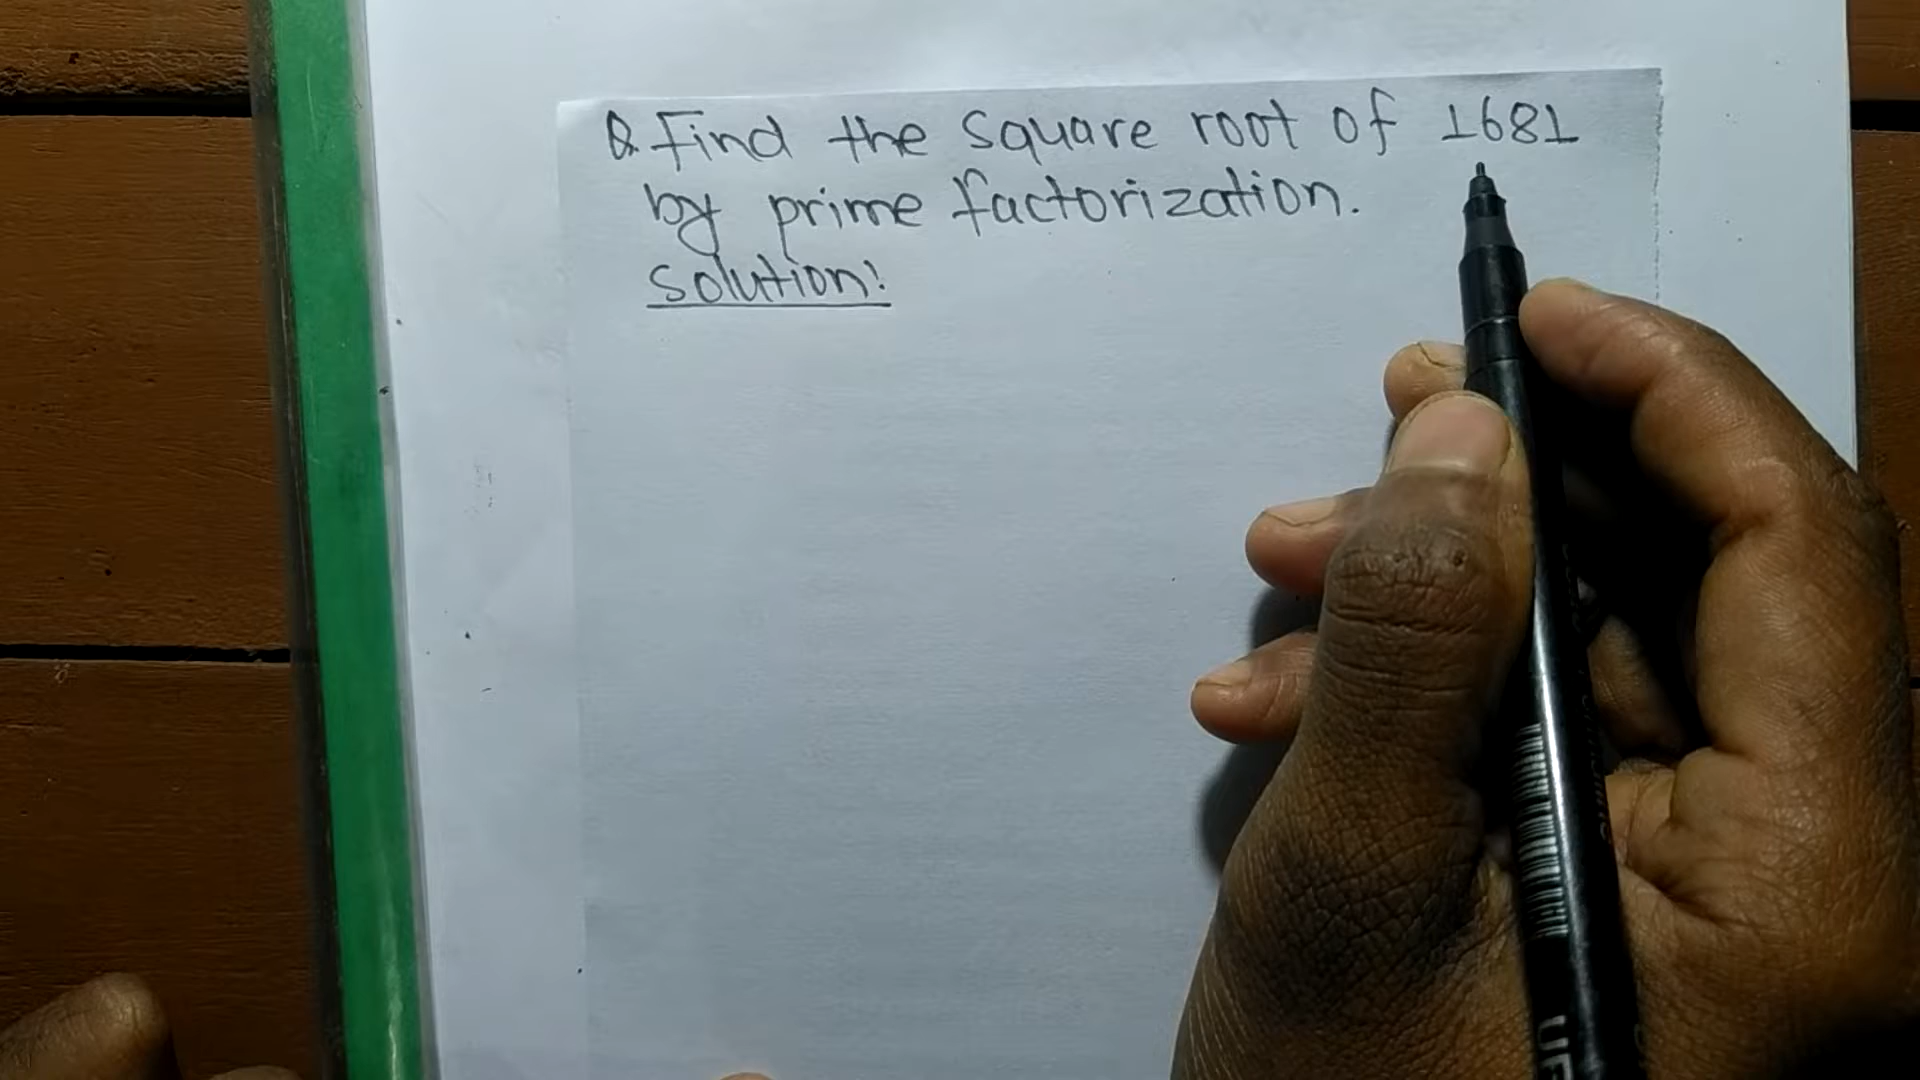 Q. Find the square root of 1681
by prime factorization.
Solution: